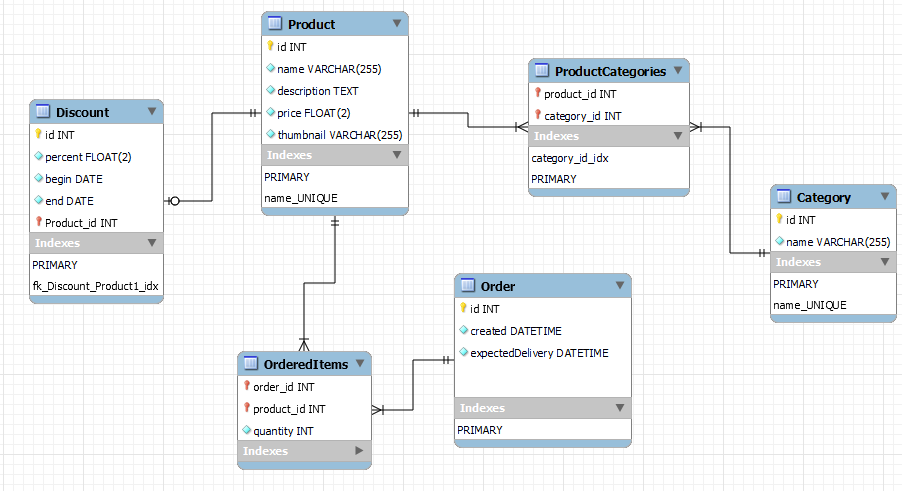 Product
id INT
name VARCHAR(255)
description TEXT
price FLOAT(2)
thumbnail VARCHAR(255)
Indexes
PRIMARY
name_UNIQUE
ProductCategories
product_id INT
category_id INT
Indexes
category_id_idx
PRIMARY
Discount
id INT
percent FLOAT(2)
begin DATE
end DATE
Product_id INT
Indexes
PRIMARY
fk_Discount_Product1_idx
Category
id INT
name VARCHAR(255)
Indexes
PRIMARY
name_UNIQUE
Order
id INT
created DATETIME
expectedDelivery DATETIME
Indexes
PRIMARY
OrderedItems
order_id INT
product_id INT
quantity INT
Indexes